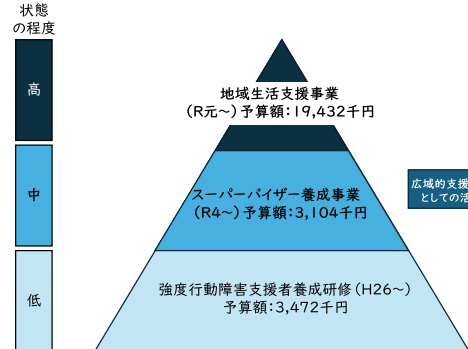 状態
の程度
高
地域生活支援事業
(R元～)予算額：19,432千円
中
スーパーバイザー養成事業
(R4～)予算額：3,104千円
広域的支援
としての活
低
強度行動障害支援者養成研修(H26～)
予算額：3,472千円